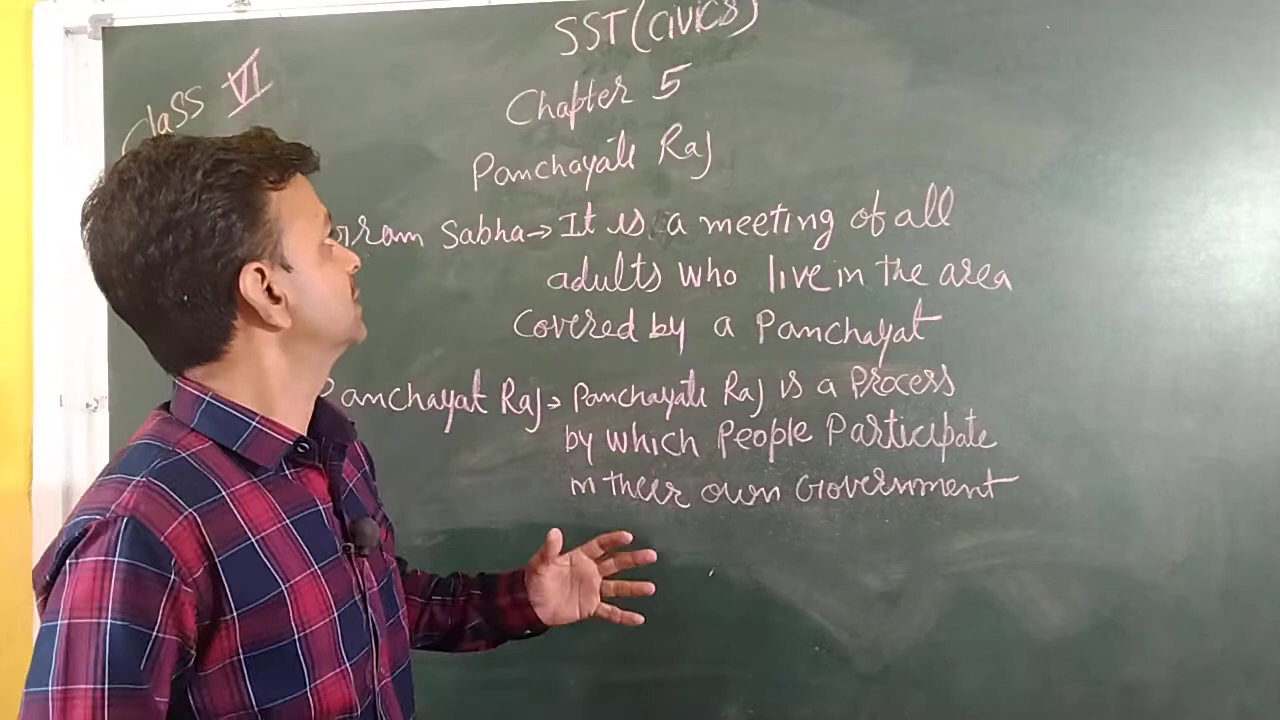 SST (CIVICS)
Class VI
Chapter 5
Panchayati Raj
Gram Sabha → It is a meeting of all
adults who live in the area
Covered by a Panchayat
Panchayat Raj → Panchayati Raj is a Process
by which People Participate
in their own Government